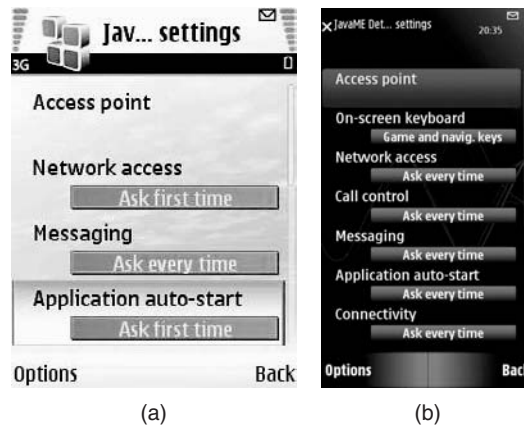 Jav... settings
3G
Access point
Network access
Ask first time
Messaging
Ask every time
Application auto-start
Ask first time
Options Back
(a)
JavaME Det... settings
20:35
Access point
On-screen keyboard
Game and navig. keys
Network access
Ask every time
Call control
Ask every time
Messaging
Ask every time
Application auto-start
Ask every time
Connectivity
Ask every time
Options Bac
(b)